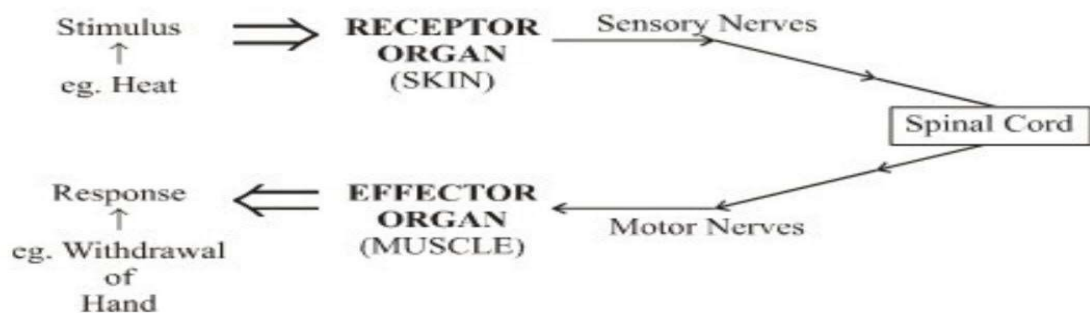 Stimulus
↑
eg. Heat
RECEPTOR
ORGAN
(SKIN)
Sensory Nerves
Spinal Cord
Motor Nerves
EFFECTOR
ORGAN
(MUSCLE)
Response
↑
eg. Withdrawal
of
Hand